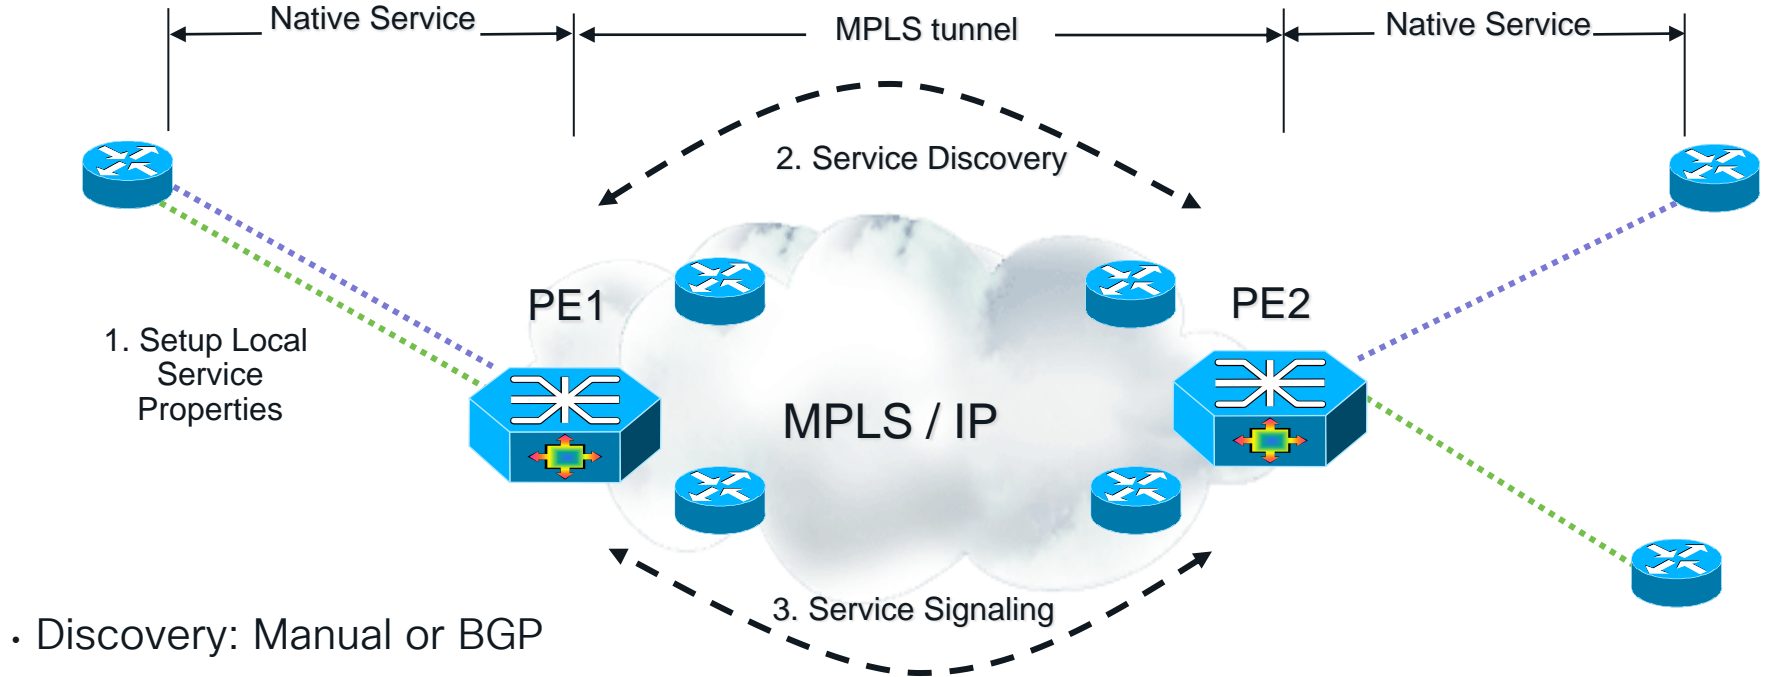 Native Service
MPLS tunnel
Native Service
2. Service Discovery
PE1
PE2
1. Setup Local
Service
Properties
MPLS / IP
3. Service Signaling
· Discovery: Manual or BGP